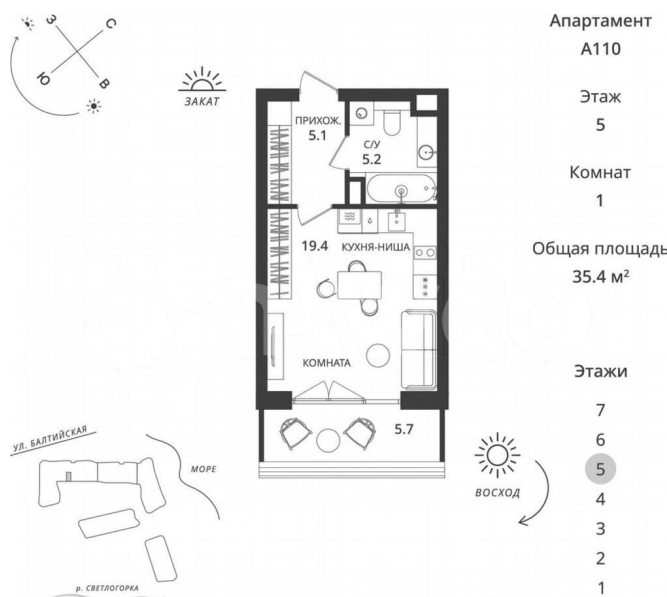 З
С
Ю
В
ЗАКАТ
ПРИХОЖ.
5.1
С/У
5.2
19.4
КУХНЯ-НИША
КОМНАТА
5.7
ВОСХОД
УЛ. БАЛТИЙСКАЯ
МОРЕ
р. СВЕТЛОГОРКА
Апартамент
А110
Этаж
5
Комнат
1
Общая площадь
35.4 м²
Этажи
7
6
5
4
3
2
1